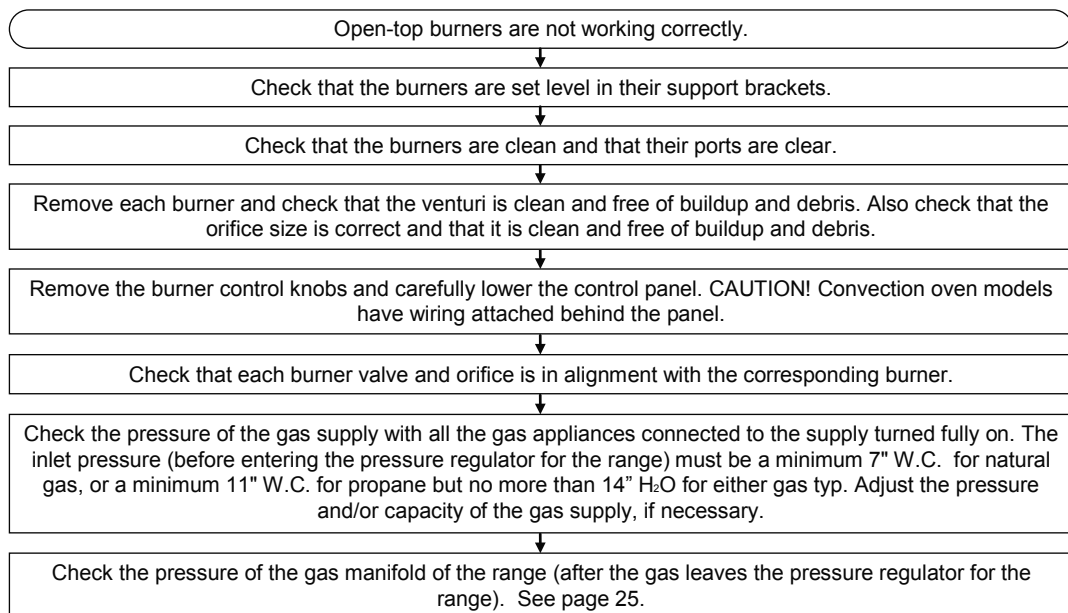 Open-top burners are not working correctly.
Check that the burners are set level in their support brackets.
Check that the burners are clean and that their ports are clear.
Remove each burner and check that the venturi is clean and free of buildup and debris. Also check that the
orifice size is correct and that it is clean and free of buildup and debris.
Remove the burner control knobs and carefully lower the control panel. CAUTION! Convection oven models
have wiring attached behind the panel.
Check that each burner valve and orifice is in alignment with the corresponding burner.
Check the pressure of the gas supply with all the gas appliances connected to the supply turned fully on. The
inlet pressure (before entering the pressure regulator for the range) must be a minimum 7" W.C. for natural
gas, or a minimum 11" W.C. for propane but no more than 14” H₂O for either gas typ. Adjust the pressure
and/or capacity of the gas supply, if necessary.
Check the pressure of the gas manifold of the range (after the gas leaves the pressure regulator for the
range). See page 25.